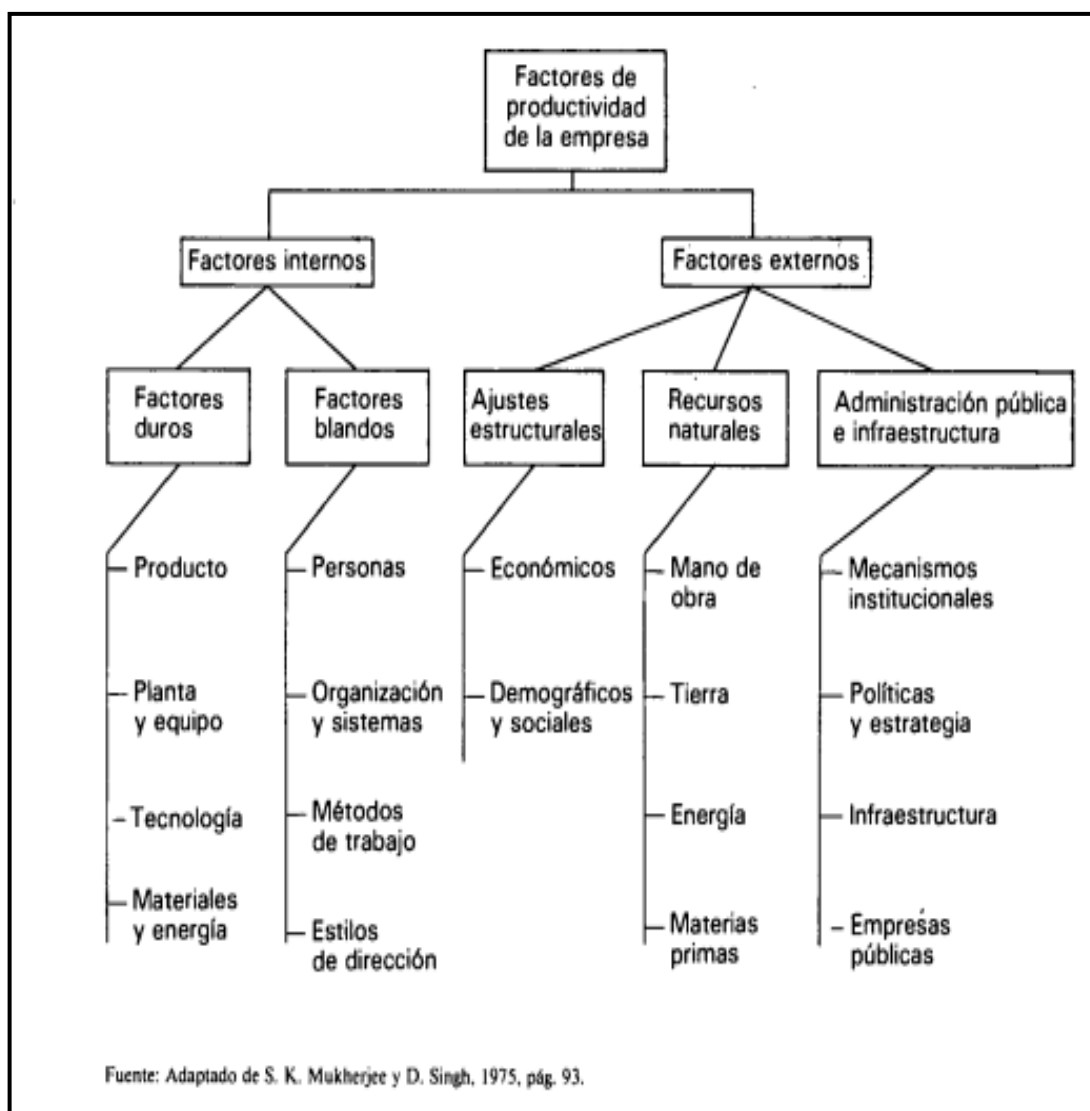 Factores de
productividad
de la empresa
Factores internos
Factores externos
Factores
duros
Factores
blandos
Ajustes
estructurales
Recursos
naturales
Administración pública
e infraestructura
Producto
Planta
y equipo
Tecnología
Materiales
y energía
Personas
Organización
y sistemas
Métodos
de trabajo
Estilos
de dirección
Económicos
Demográficos
y sociales
Mano de
obra
Tierra
Energía
Materias
primas
Mecanismos
institucionales
Políticas
y estrategia
Infraestructura
Empresas
públicas
Fuente: Adaptado de S. K. Mukherjee y D. Singh, 1975, pág. 93.